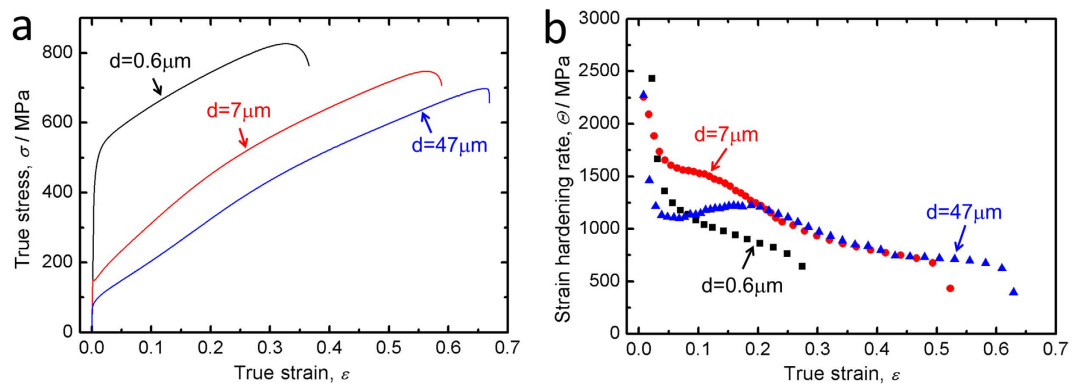 a
True stress, σ / MPa
800
600
400
200
0
d=0.6μm
d=7μm
d=47μm
0.0 0.1 0.2 0.3 0.4 0.5 0.6 0.7
True strain, ε
b
Strain hardening rate, Θ / MPa
3000
2500
2000
1500
1000
500
0
d=7μm
d=47μm
d=0.6μm
0.0 0.1 0.2 0.3 0.4 0.5 0.6 0.7
True strain, ε